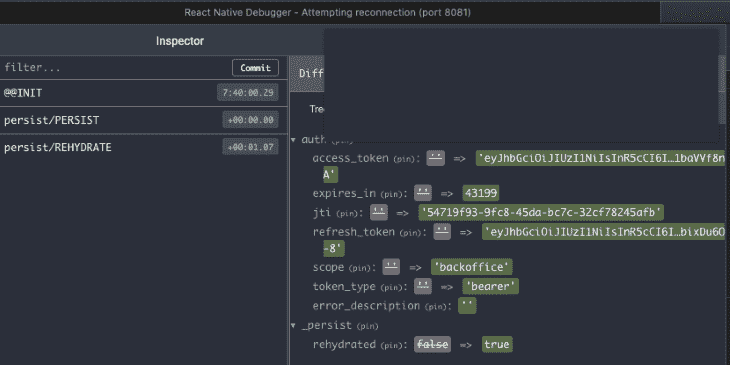 React Native Debugger - Attempting reconnection (port 8081)
Inspector
filter...
Commit
Diff
@@INIT
7:40:00.29
Tree
persist/PERSIST
+00:00.00
persist/REHYDRATE
+00:01.07
auth (pin)
access_token (pin): '' => 'eyJhbGciOiJIUzI1NiIsInR5cCI6I…1baVVf8n
A'
expires_in (pin): '' => 43199
jti (pin): '' => '54719f93-9fc8-45da-bc7c-32cf78245afb'
refresh_token (pin): '' => 'eyJhbGciOiJIUzI1NiIsInR5cCI6I…bixDu6O
-8'
scope (pin): '' => 'backoffice'
token_type (pin): '' => 'bearer'
error_description (pin): ''
_persist (pin)
rehydrated (pin): false => true